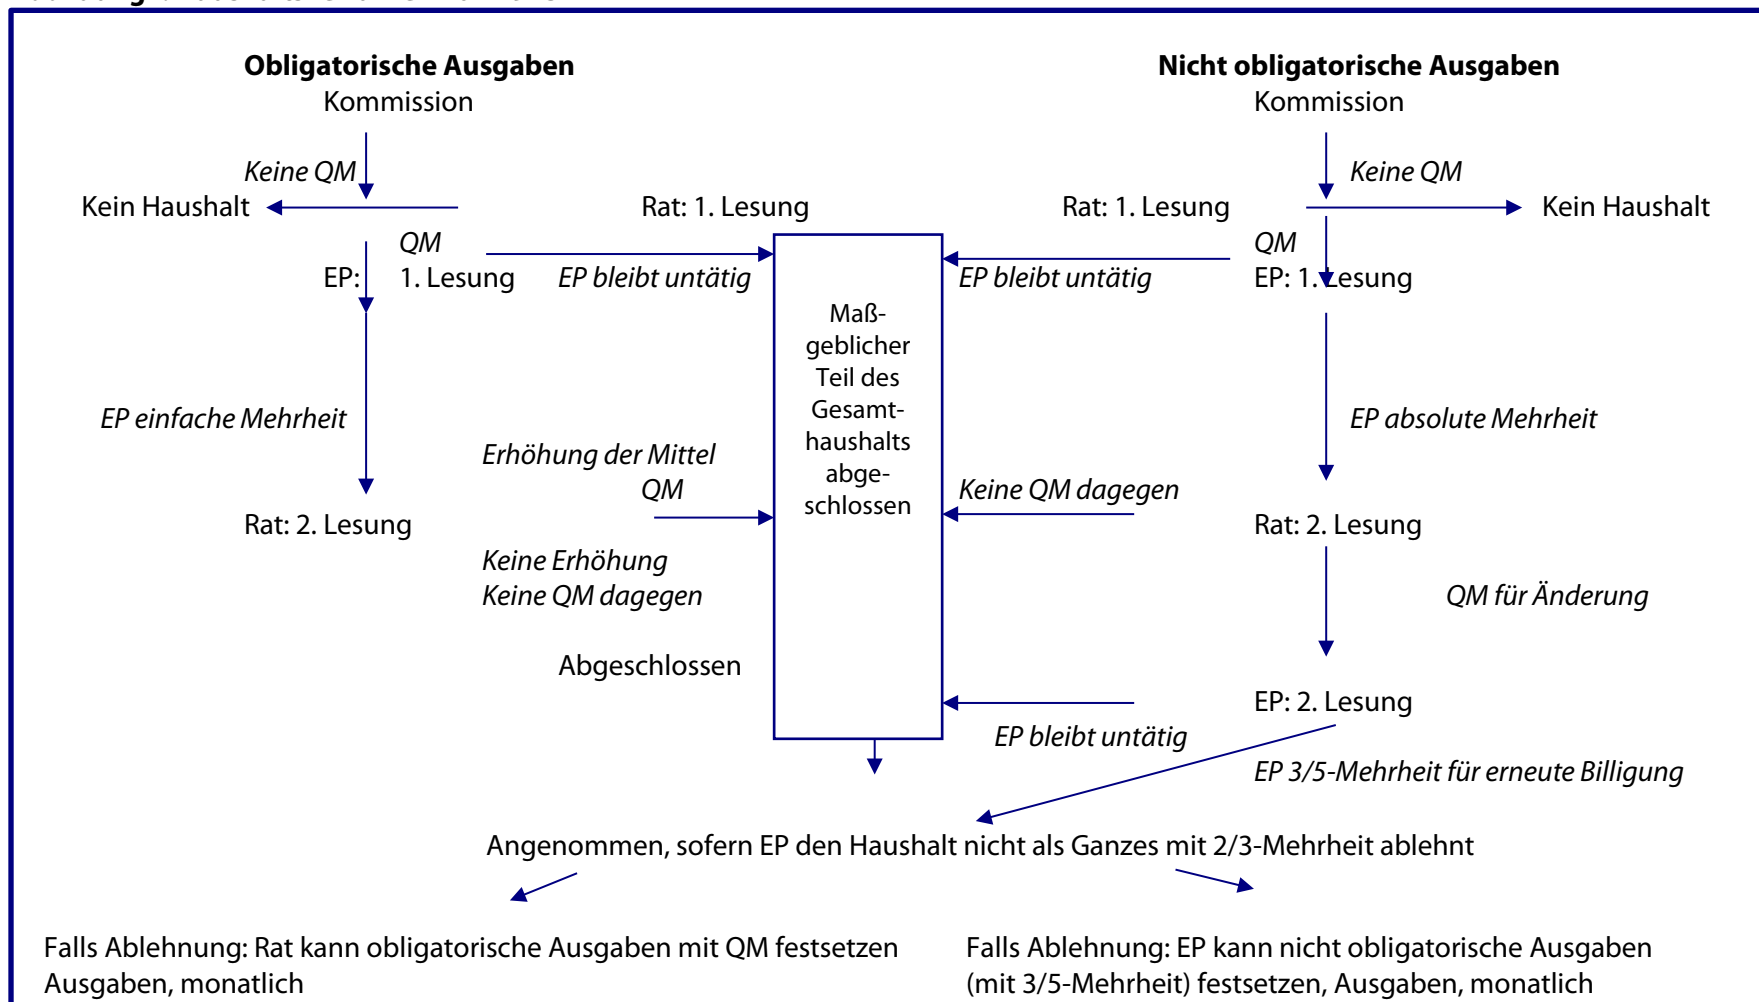 Obligatorische Ausgaben
Nicht obligatorische Ausgaben
Kommission
Kommission
Keine QM
Keine QM
Kein Haushalt
Rat: 1. Lesung
Rat: 1. Lesung
Kein Haushalt
QM
QM
EP: 1. Lesung
EP bleibt untätig
EP bleibt untätig
EP: 1. Lesung
Maß-
geblicher
Teil des
Gesamt-
haushalts
abge-
schlossen
EP einfache Mehrheit
EP absolute Mehrheit
Erhöhung der Mittel
QM
Keine QM dagegen
Rat: 2. Lesung
Rat: 2. Lesung
Keine Erhöhung
Keine QM dagegen
QM für Änderung
Abgeschlossen
EP: 2. Lesung
EP bleibt untätig
EP 3/5-Mehrheit für erneute Billigung
Angenommen, sofern EP den Haushalt nicht als Ganzes mit 2/3-Mehrheit ablehnt
Falls Ablehnung: Rat kann obligatorische Ausgaben mit QM festsetzen
Ausgaben, monatlich
Falls Ablehnung: EP kann nicht obligatorische Ausgaben
(mit 3/5-Mehrheit) festsetzen, Ausgaben, monatlich